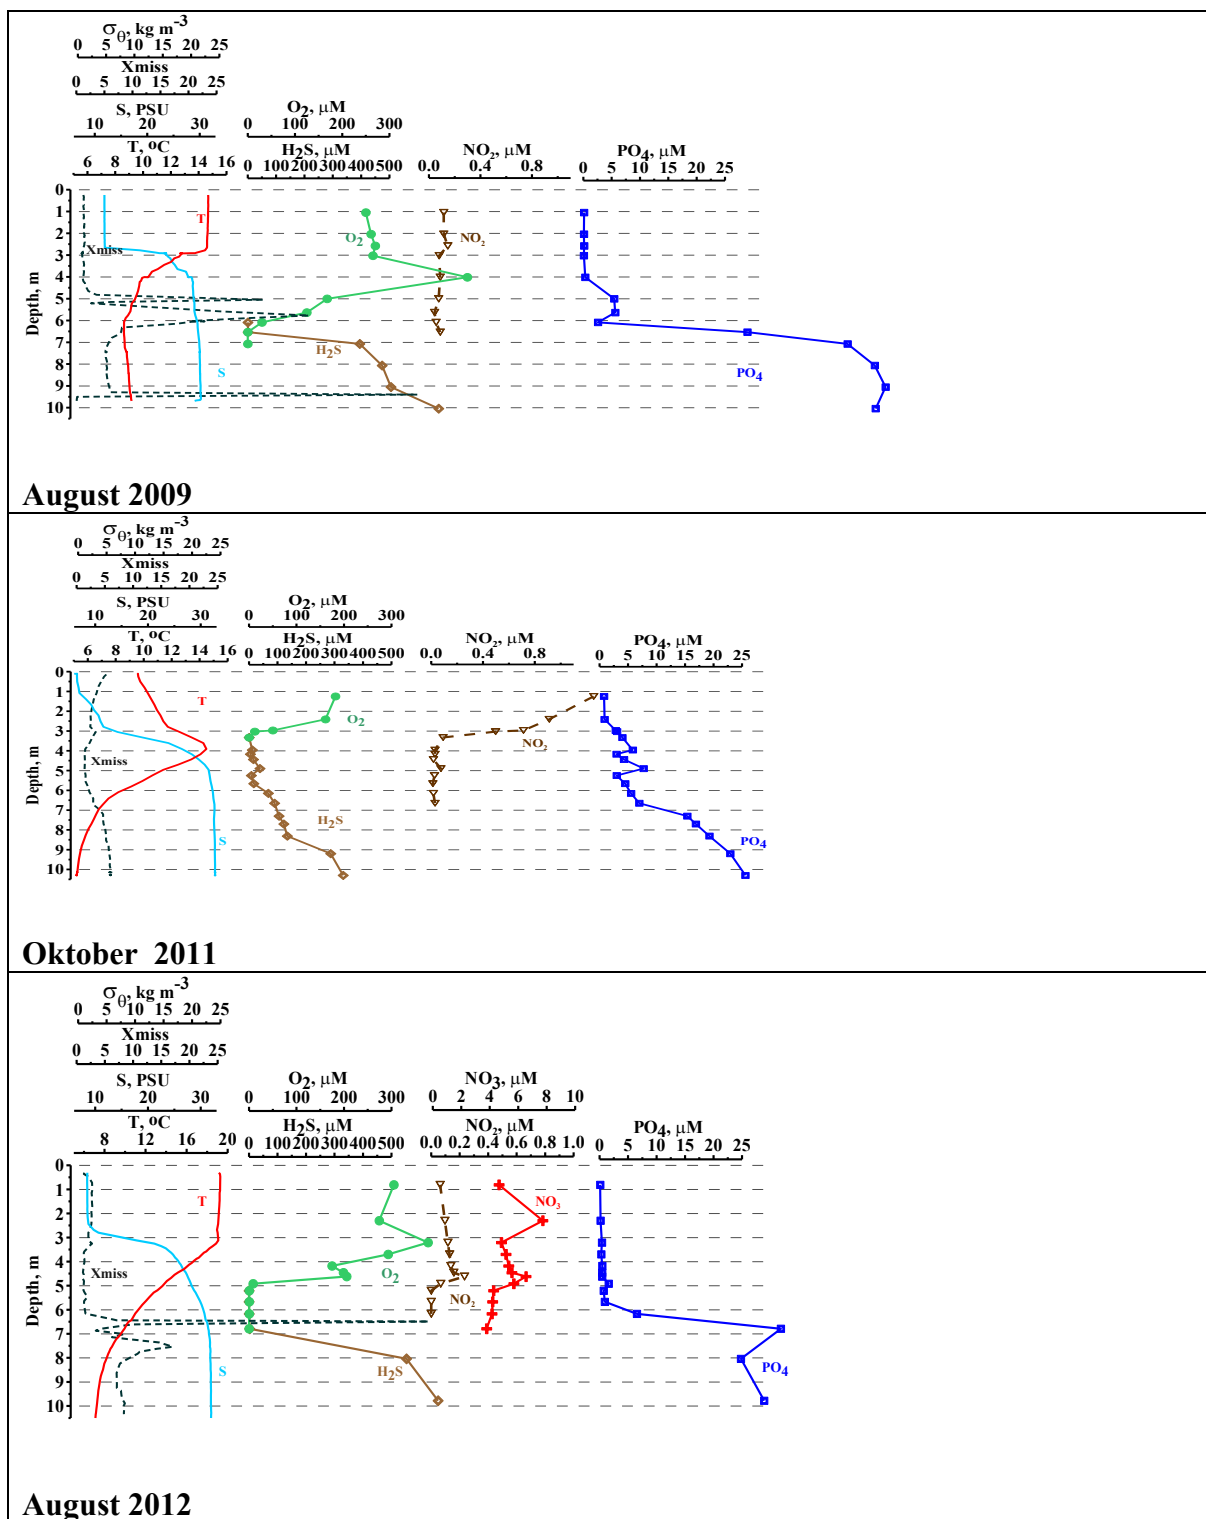 σθ, kg m-3
0 5 10 15 20 25
Xmiss
0 5 10 15 20 25
S, PSU O2, µM
10 20 30 0 100 200 300
T, oC H2S, µM NO2, µM PO4, µM
6 8 10 12 14 16 0 100 200 300 400 500 0.0 0.4 0.8 0 5 10 15 20 25
0
1
T O2 NO2
2
Xmiss
3
4
Depth, m
5
6
H2S
7
8
S PO4
9
10
August 2009
σθ, kg m-3
0 5 10 15 20 25
Xmiss
0 5 10 15 20 25
S, PSU O2, µM
10 20 30 0 100 200 300
T, oC H2S, µM NO2, µM PO4, µM
6 8 10 12 14 16 0 100 200 300 400 500 0.0 0.4 0.8 0 5 10 15 20 25
0
1
T O2
2
3
NO2
4
Xmiss
5
Depth, m
6
H2S
7
8
S PO4
9
10
Oktober 2011
σθ, kg m-3
0 5 10 15 20 25
Xmiss
0 5 10 15 20 25
S, PSU O2, µM NO3, µM
10 20 30 0 100 200 300 0 2 4 6 8 10
T, oC H2S, µM NO2, µM PO4, µM
8 12 16 20 0 100 200 300 400 500 0.0 0.2 0.4 0.6 0.8 1.0 0 5 10 15 20 25
0
1
T NO3
2
3
4
Xmiss O2
5
NO2
Depth, m
6
7
8
S H2S PO4
9
10
August 2012